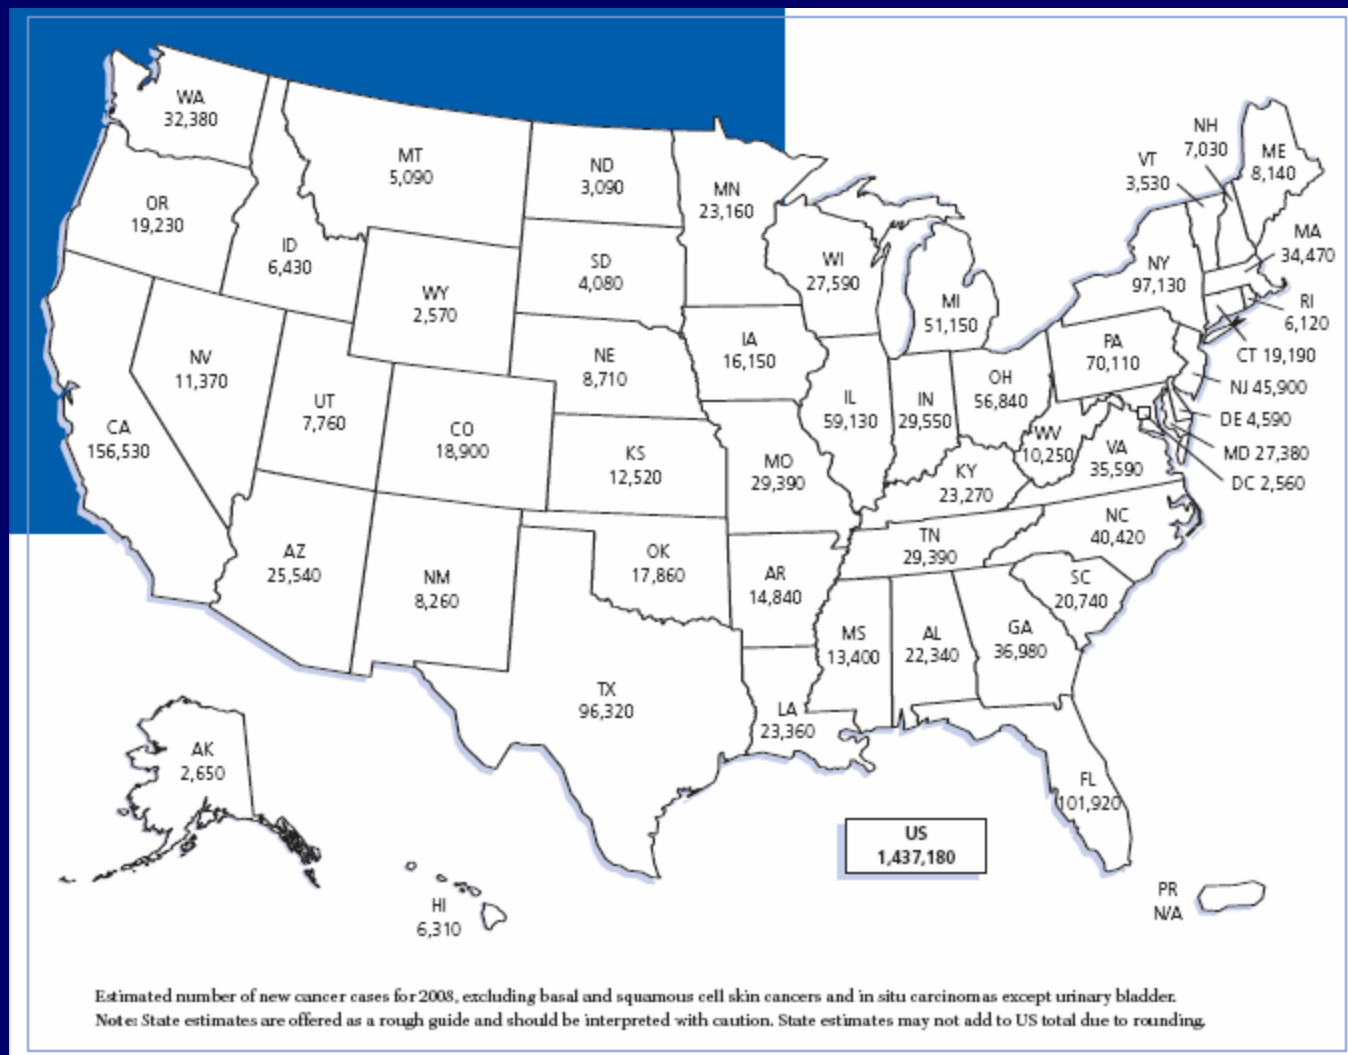 WA
32,380
MT
5,090
ND
3,090
MN
23,160
NH
7,030
VT
3,530
ME
8,140
OR
19,230
ID
6,430
SD
4,080
WI
27,590
MI
51,150
NY
97,130
MA
34,470
RI
6,120
WY
2,570
NE
8,710
IA
16,150
PA
70,110
CT 19,190
NJ 45,900
NV
11,370
UT
7,760
IL
59,130
IN
29,550
OH
56,840
DE 4,590
CA
156,530
CO
18,900
KS
12,520
MO
29,390
KY
23,270
WV
10,250
VA
35,590
MD 27,380
DC 2,560
AZ
25,540
NM
8,260
OK
17,860
AR
14,840
TN
29,390
NC
40,420
SC
20,740
MS
13,400
AL
22,340
GA
36,980
TX
96,320
LA
23,360
AK
2,650
FL
101,920
US
1,437,180
HI
6,310
PR
N/A
Estimated number of new cancer cases for 2008, excluding basal and squamous cell skin cancers and in situ carcinomas except urinary bladder.
Note: State estimates are offered as a rough guide and should be interpreted with caution. State estimates may not add to US total due to rounding.